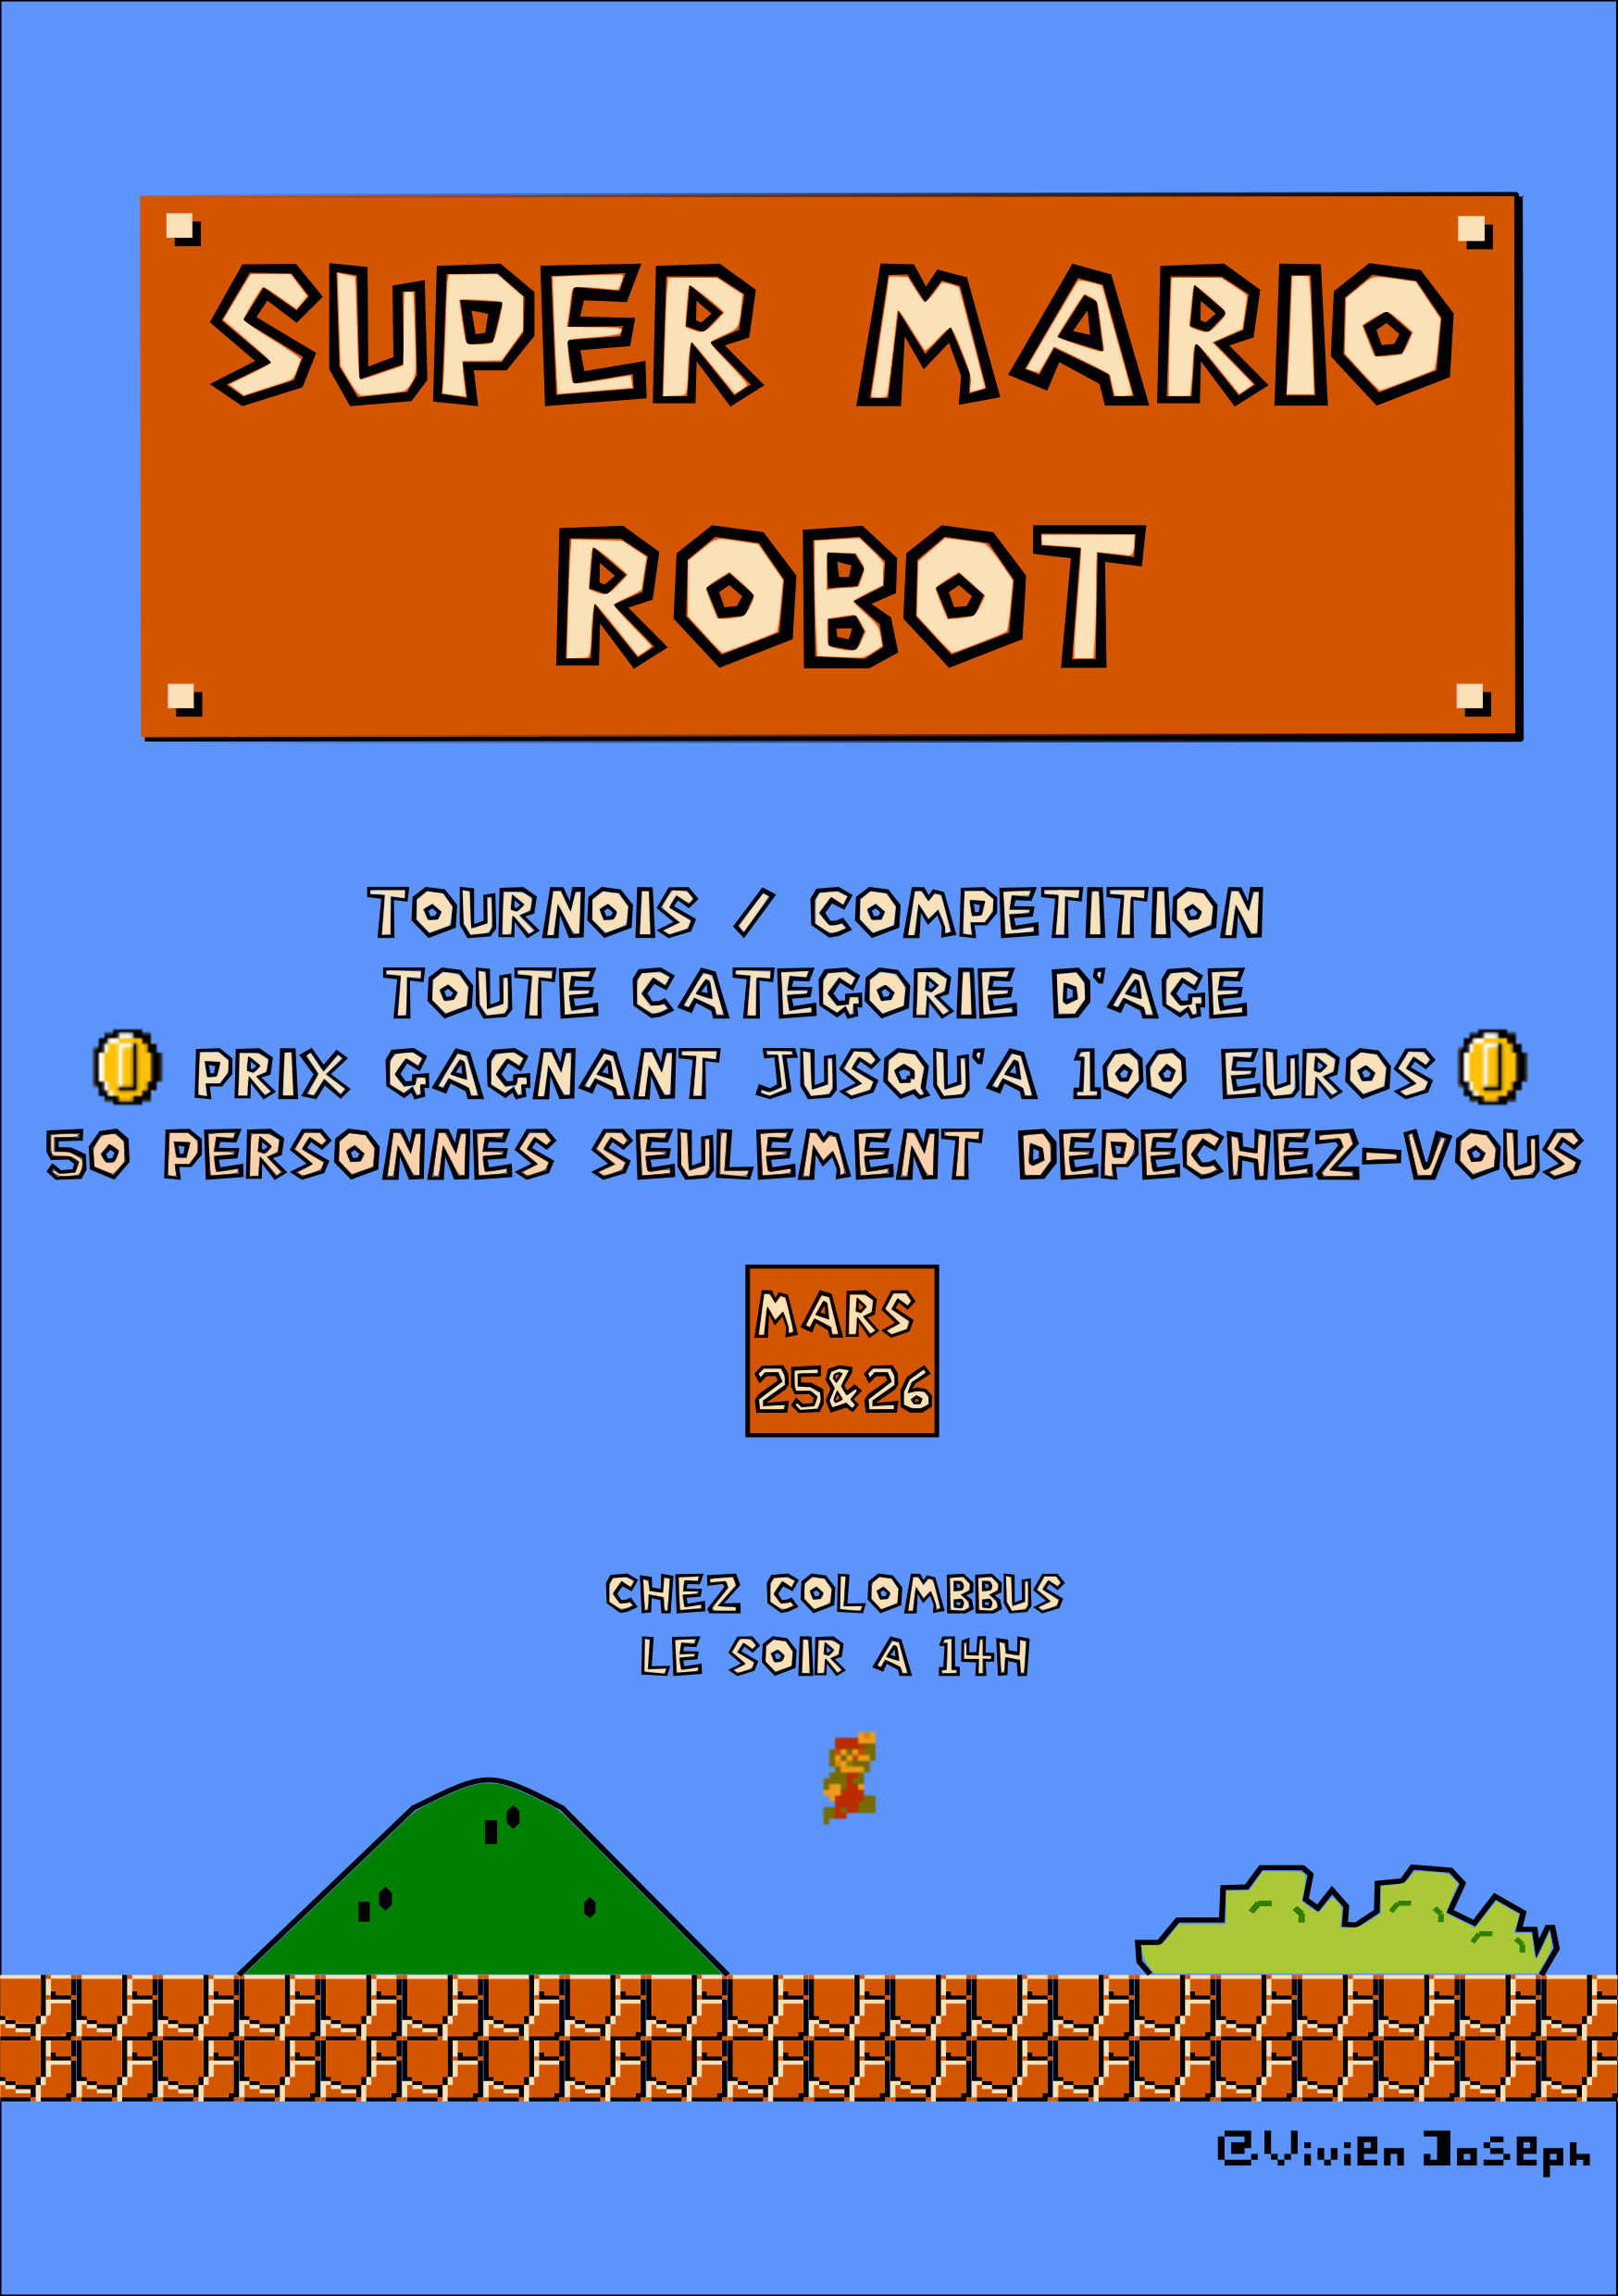 SUPER MARIO
ROBOT
TOURNOIS / COMPETITION
TOUTE CATEGORIE D'AGE
PRIX GAGNANT JUSQU'A 100 EUROS
50 PERSONNES SEULEMENT DEPECHEZ-VOUS
MARS
25&26
CHEZ COLOMBBUS
LE SOIR A 14H
@Vivien Joseph